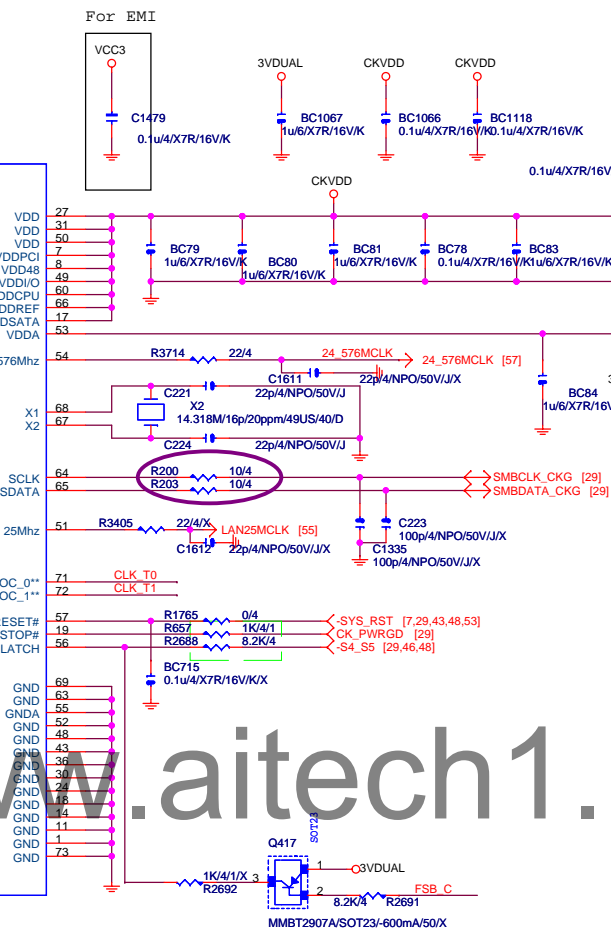 For EMI
VCC3
C1479
0.1u/4/X7R/16V/K
3VDUAL
BC1067
1u/6/X7R/16V/K
CKVDD
BC1066
0.1u/4/X7R/16V/K
CKVDD
BC1118
0.1u/4/X7R/16V/K
0.1u/4/X7R/16V
CKVDD
VDD 27
VDD 31
VDD 50
VDDPCI 7
VDD48 8
VDDI/O 49
DDCPU 60
DDREF 66
DSATA 17
VDDA 53
BC79
1u/6/X7R/16V/K
BC80
1u/6/X7R/16V/K
BC81
1u/6/X7R/16V/K
BC78
0.1u/4/X7R/16V/K
BC83
1u/6/X7R/16V/K
576Mhz 54 R3714 22/4 24_576MCLK 24_576MCLK [57]
C1611
22p/4/NPO/50V/J/X
BC84
1u/6/X7R/16V
C221
22p/4/NPO/50V/J
X1 68
X2 67
X2
14.318M/16p/20ppm/49US/40/D
C224 22p/4/NPO/50V/J
SCLK 64 R200 10/4 SMBCLK_CKG [29]
SDATA 65 R203 10/4 SMBDATA_CKG [29]
25Mhz 51 R3405 22/4/X LAN25MCLK [55]
C1612 22p/4/NPO/50V/J/X
C223
100p/4/NPO/50V/J/X
C1335
100p/4/NPO/50V/J/X
OC_0** 71 CLK_T0
OC_1** 72 CLK_T1
ESET# 57 R1765 0/4 -SYS_RST [7,29,43,48,53]
STOP# 19 R657 1K/4/1 CK_PWRGD [29]
LATCH 56 R2688 8.2K/4 -S4_S5 [29,46,48]
BC715
0.1u/4/X7R/16V/K/X
GND 69
GND 63
GNDA 55
GND 52
GND 48
GND 43
GND 36
GND 30
GND 24
GND 18
GND 14
GND 11
GND 1
GND 73
w.aitech1.
SOT23
Q417
1 3VDUAL
1K/4/1/X 3
R2692
2 FSB_C
8.2K/4 R2691
MMBT2907A/SOT23/-600mA/50/X